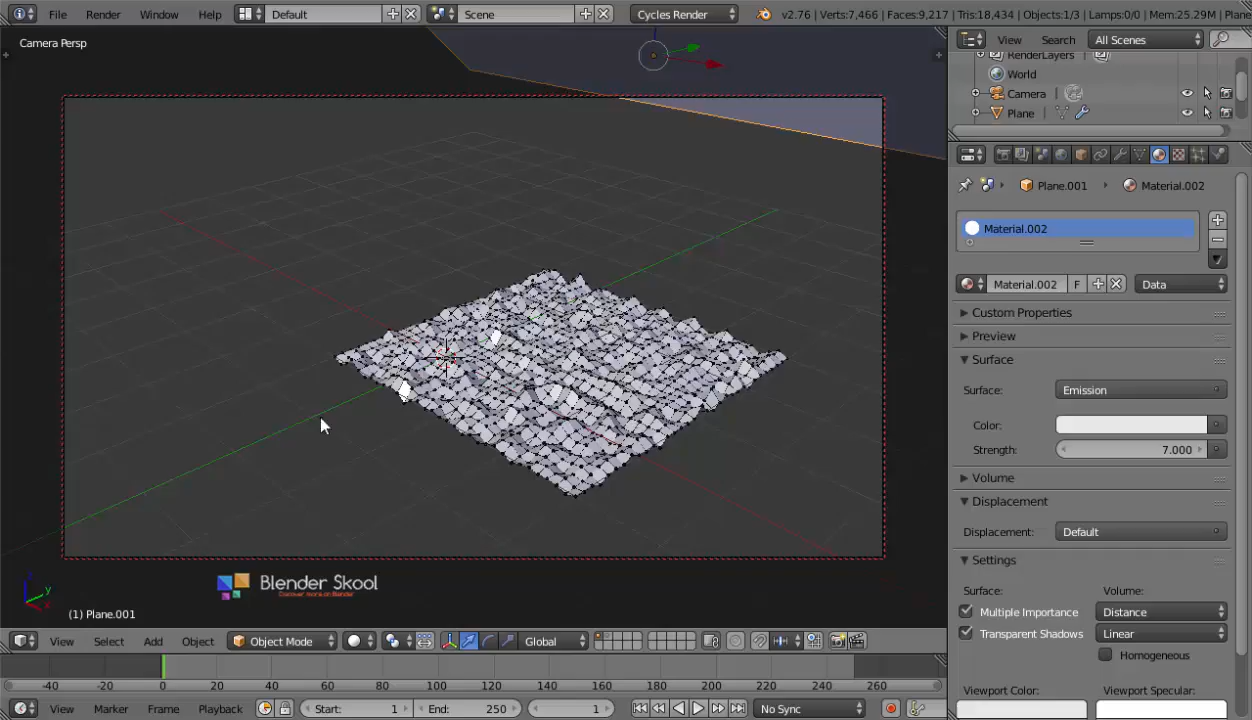 File Render Window Help Default Scene Cycles Render v2.76 | Verts:7,466 | Faces:9,217 | Tris:18,434 | Objects:1/3 | Lamps:0/0 | Mem:25.29M | Plane
Camera Persp
View Search All Scenes
RenderLayers
World
Camera
Plane
Plane.001 Material.002
Material.002
Material.002 F Data
Custom Properties
Preview
Surface
Surface: Emission
Color:
Strength: 7.000
Volume
Displacement
Displacement: Default
Settings
Surface: Volume:
Multiple Importance Distance
Transparent Shadows Linear
Homogeneous
Viewport Color: Viewport Specular:
Blender Skool
Discover more on Blender
(1) Plane.001
View Select Add Object Object Mode Global
-40 -20 0 20 40 60 80 100 120 140 160 180 200 220 240 260
View Marker Frame Playback Start: 1 End: 250 1 No Sync